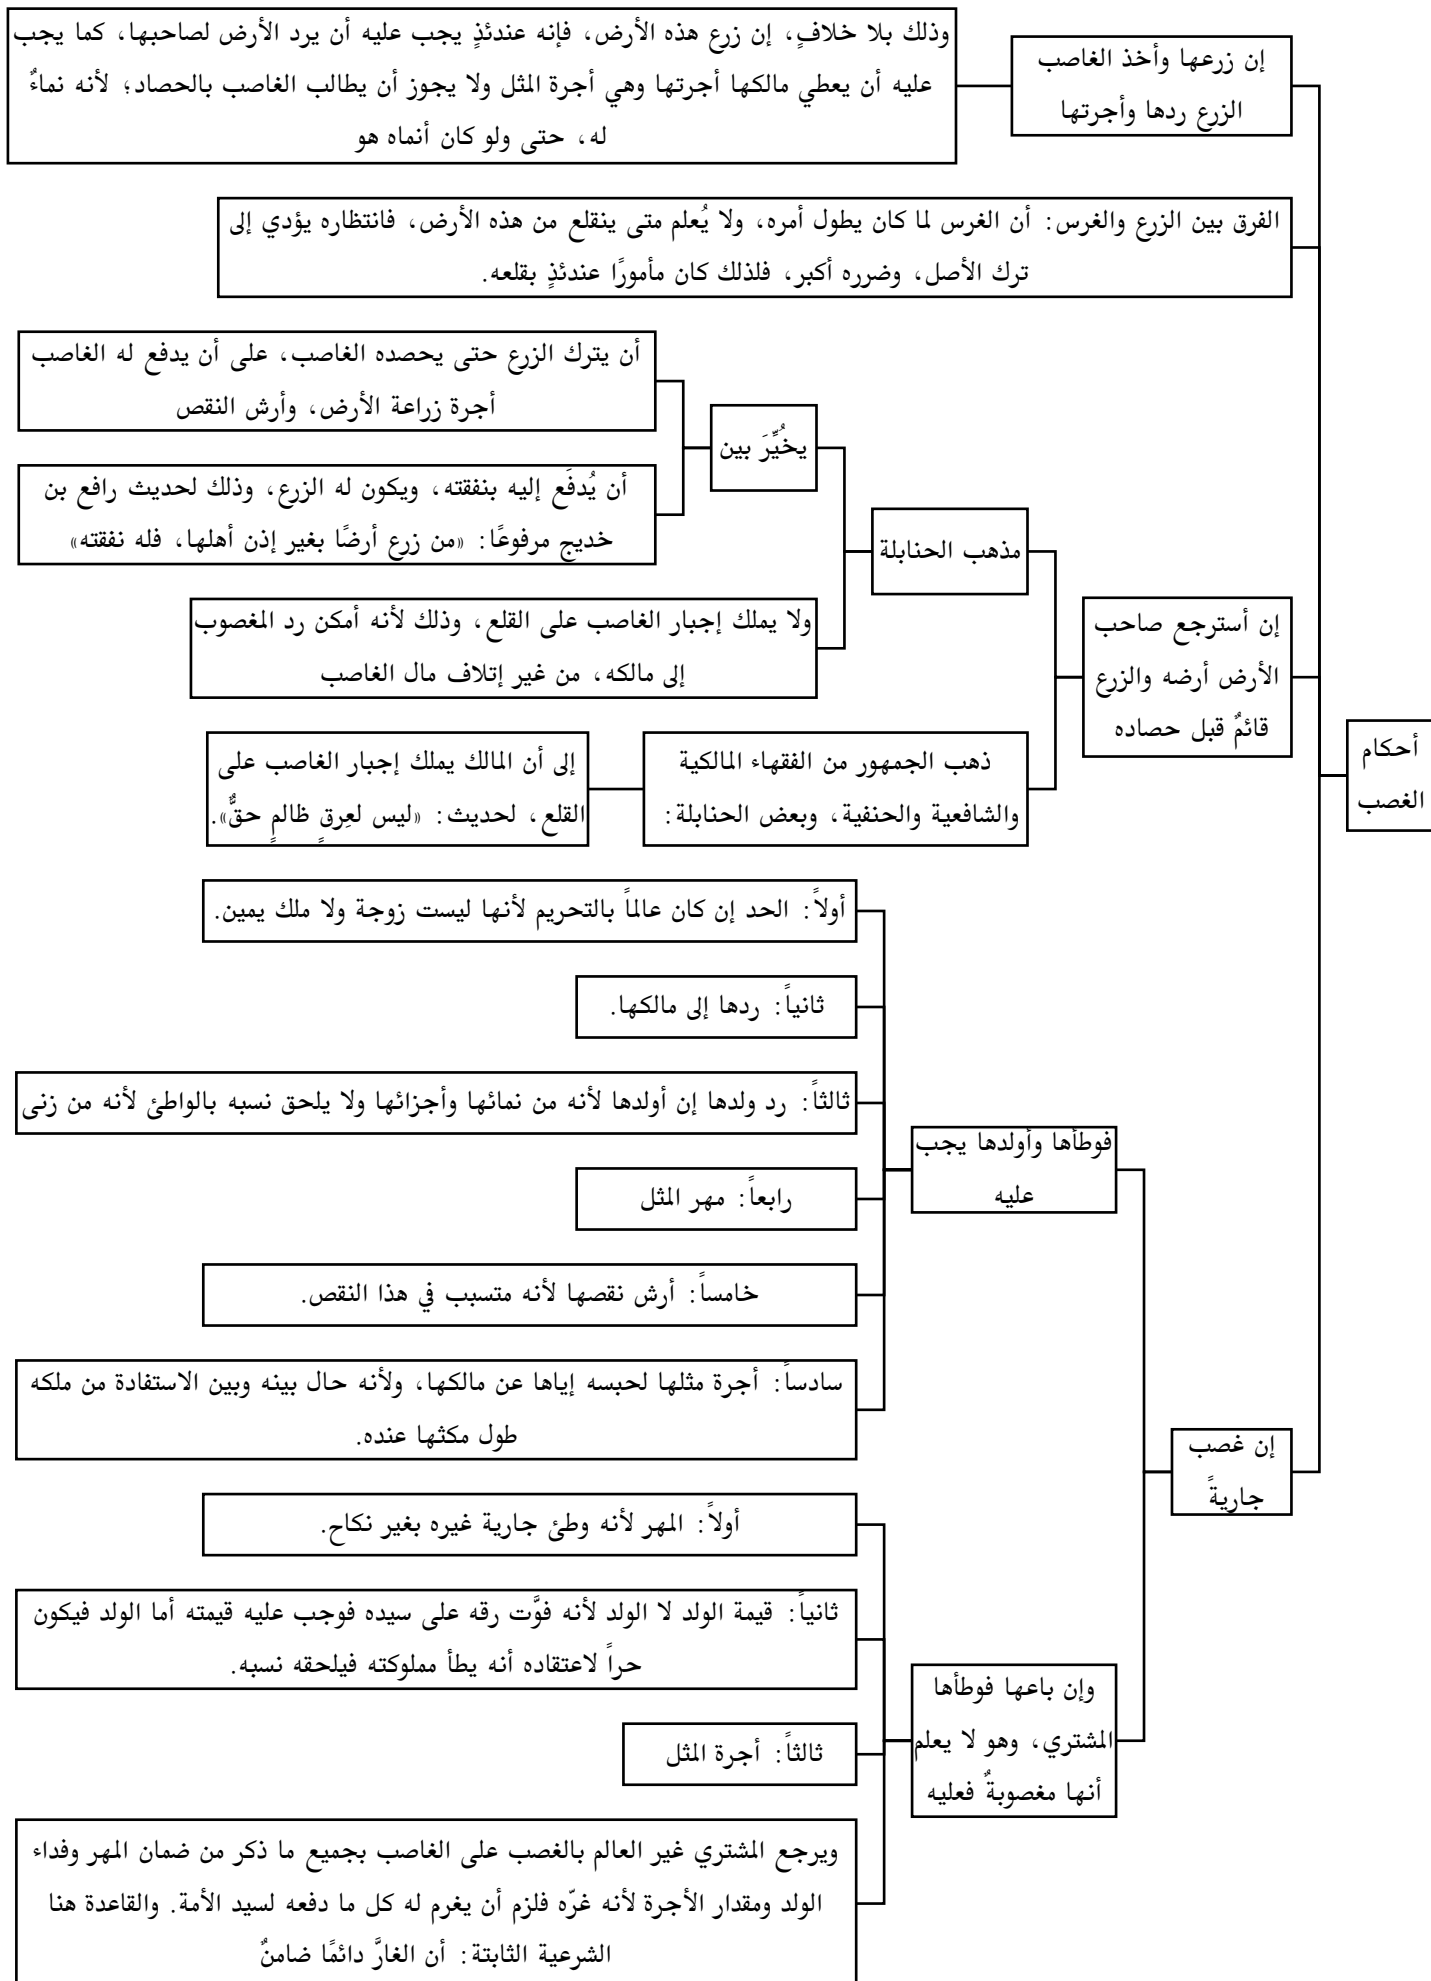 أحكام
الغصب
إن زرعها وأخذ الغاصب
الزرع ردها وأجرتها
وذلك بلا خلافٍ، إن زرع هذه الأرض، فإنه عندئذٍ يجب عليه أن يرد الأرض لصاحبها، كما يجب
عليه أن يعطي مالكها أجرتها وهي أجرة المثل ولا يجوز أن يطالب الغاصب بالحصاد؛ لأنه نماءٌ
له، حتى ولو كان أنماه هو
الفرق بين الزرع والغرس: أن الغرس لما كان يطول أمره، ولا يُعلم متى ينقلع من هذه الأرض، فانتظاره يؤدي إلى
ترك الأصل، وضرره أكبر، فلذلك كان مأمورًا عندئذٍ بقلعه.
إن أسترجع صاحب
الأرض أرضه والزرع
قائمٌ قبل حصاده
مذهب الحنابلة
يخُيِّرَ بين
أن يترك الزرع حتى يحصده الغاصب، على أن يدفع له الغاصب
أجرة زراعة الأرض، وأرش النقص
أن يُدفَع إليه بنفقته، ويكون له الزرع، وذلك لحديث رافع بن
خديج مرفوعًا: «من زرع أرضًا بغير إذن أهلها، فله نفقته»
ولا يملك إجبار الغاصب على القلع، وذلك لأنه أمكن رد المغصوب
إلى مالكه، من غير إتلاف مال الغاصب
ذهب الجمهور من الفقهاء المالكية
والشافعية والحنفية، وبعض الحنابلة:
إلى أن المالك يملك إجبار الغاصب على
القلع، لحديث: «ليس لعِرقٍ ظالمٍ حقٌّ».
إن غصب
جاريةً
فوطأها وأولدها يجب
عليه
أولاً: الحد إن كان عالماً بالتحريم لأنها ليست زوجة ولا ملك يمين.
ثانياً: ردها إلى مالكها.
ثالثاً: رد ولدها إن أولدها لأنه من نمائها وأجزائها ولا يلحق نسبه بالواطئ لأنه من زنى
رابعاً: مهر المثل
خامساً: أرش نقصها لأنه متسبب في هذا النقص.
سادساً: أجرة مثلها لحبسه إياها عن مالكها، ولأنه حال بينه وبين الاستفادة من ملكه
طول مكثها عنده.
وإن باعها فوطأها
المشتري، وهو لا يعلم
أنها مغصوبةٌ فعليه
أولاً: المهر لأنه وطئ جارية غيره بغير نكاح.
ثانياً: قيمة الولد لا الولد لأنه فوَّت رقه على سيده فوجب عليه قيمته أما الولد فيكون
حراً لاعتقاده أنه يطأ مملوكته فيلحقه نسبه.
ثالثاً: أجرة المثل
ويرجع المشتري غير العالم بالغصب على الغاصب بجميع ما ذكر من ضمان المهر وفداء
الولد ومقدار الأجرة لأنه غرّه فلزم أن يغرم له كل ما دفعه لسيد الأمة. والقاعدة هنا
الشرعية الثابتة: أن الغارَّ دائمًا ضامنٌ